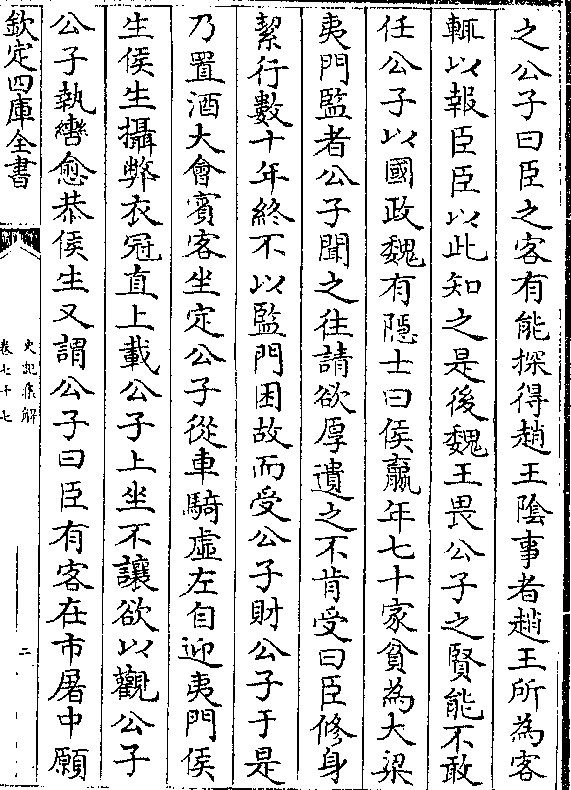 之公子曰臣之客有能探得趙王隂事者趙王所為客
輒以報臣臣以此知之是後魏王畏公子之賢能不敢
任公子以國政魏有隱士曰侯嬴年七十家貧為大梁
夷門監者公子聞之往請欲厚遺之不肯受曰臣修身
絜行數十年終不以監門困故而受公子財公子于是
乃置酒大會賓客坐定公子從車騎虛左自迎夷門侯
生侯生攝弊衣冠直上載公子上坐不讓欲以觀公子
公子執轡愈恭侯生又謂公子曰臣有客在市屠中願
欽定四庫全書
史記集解
卷七十七
二